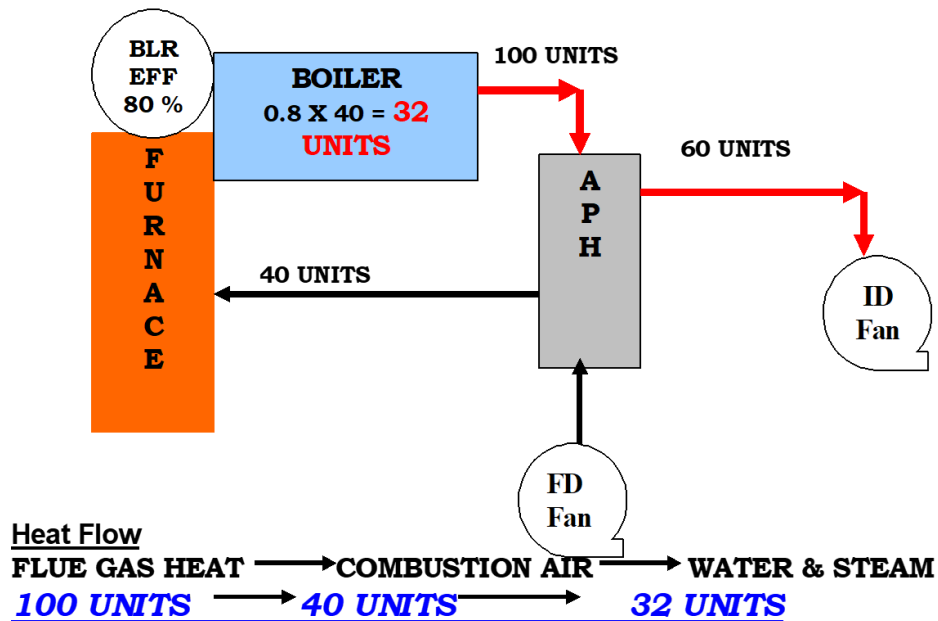 BLR
EFF
80 %
BOILER
0.8 X 40 = 32
UNITS
100 UNITS
60 UNITS
F
U
R
N
A
C
E
A
P
H
40 UNITS
ID
Fan
FD
Fan
Heat Flow
FLUE GAS HEAT COMBUSTION AIR WATER & STEAM
100 UNITS 40 UNITS 32 UNITS